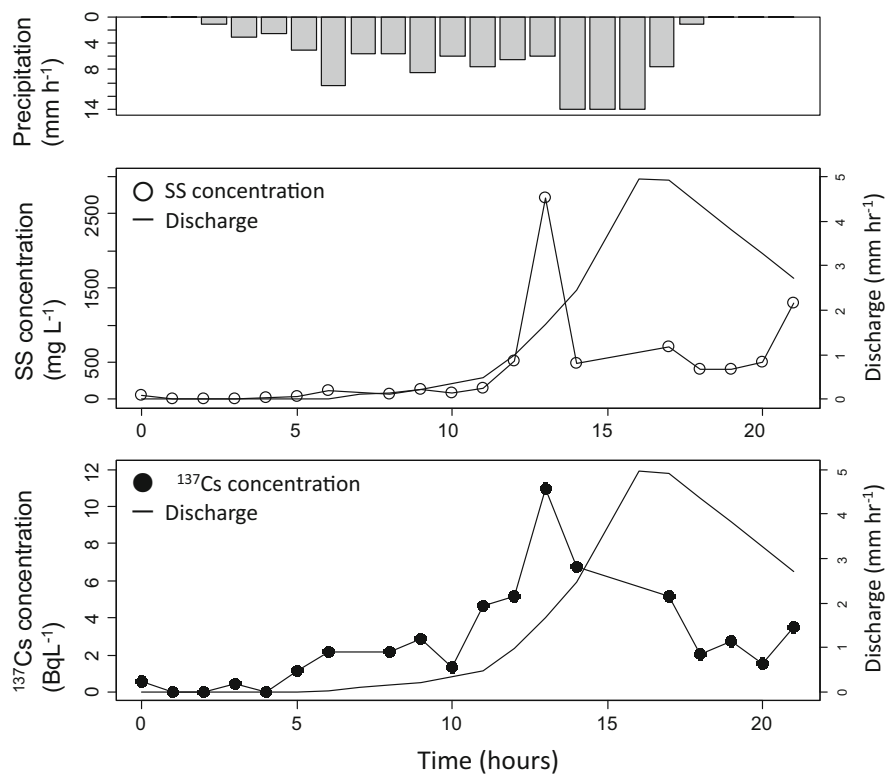 Precipitation
(mm h⁻¹)
0
4
8
14
SS concentration
(mg L⁻¹)
0
500
1500
2500
SS concentration
Discharge
0
1
2
3
4
5
Discharge (mm hr⁻¹)
0
5
10
15
20
¹³⁷Cs concentration
(BqL⁻¹)
0
2
4
6
8
10
12
¹³⁷Cs concentration
Discharge
0
1
2
3
4
5
Discharge (mm hr⁻¹)
0
5
10
15
20
Time (hours)